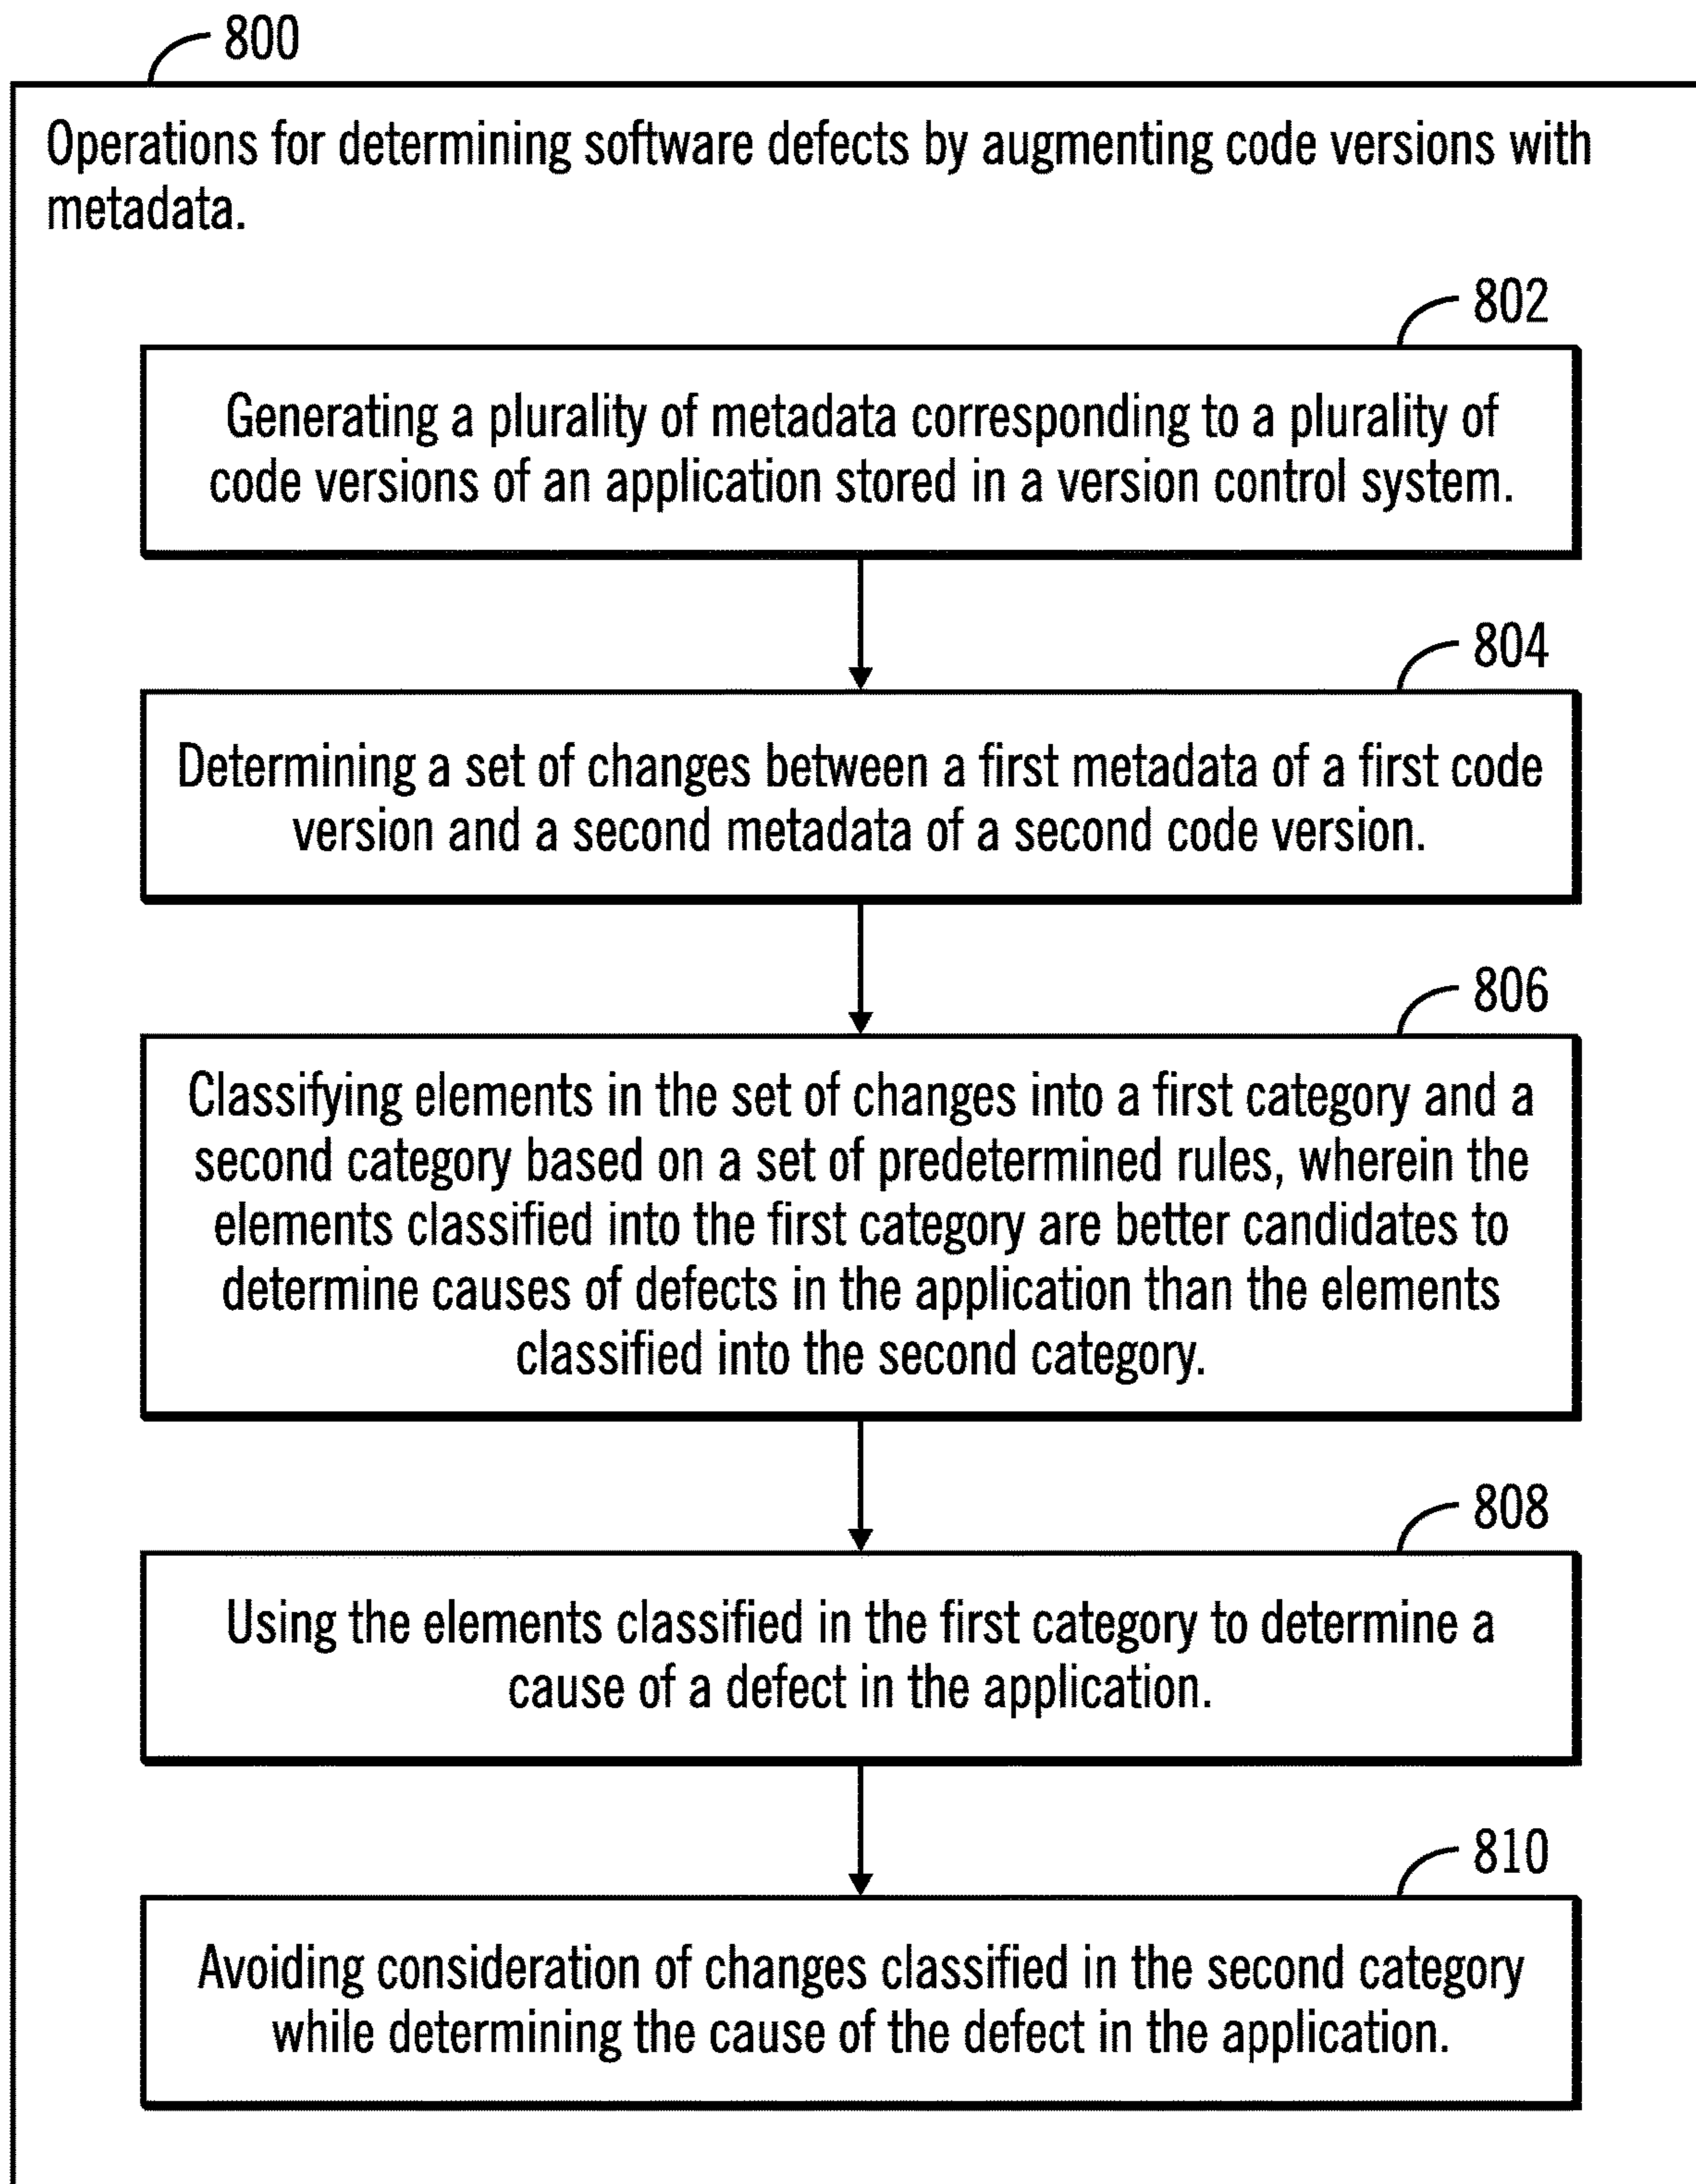 800
Operations for determining software defects by augmenting code versions with
metadata.
802
Generating a plurality of metadata corresponding to a plurality of
code versions of an application stored in a version control system.
804
Determining a set of changes between a first metadata of a first code
version and a second metadata of a second code version.
806
Classifying elements in the set of changes into a first category and a
second category based on a set of predetermined rules, wherein the
elements classified into the first category are better candidates to
determine causes of defects in the application than the elements
classified into the second category.
808
Using the elements classified in the first category to determine a
cause of a defect in the application.
810
Avoiding consideration of changes classified in the second category
while determining the cause of the defect in the application.